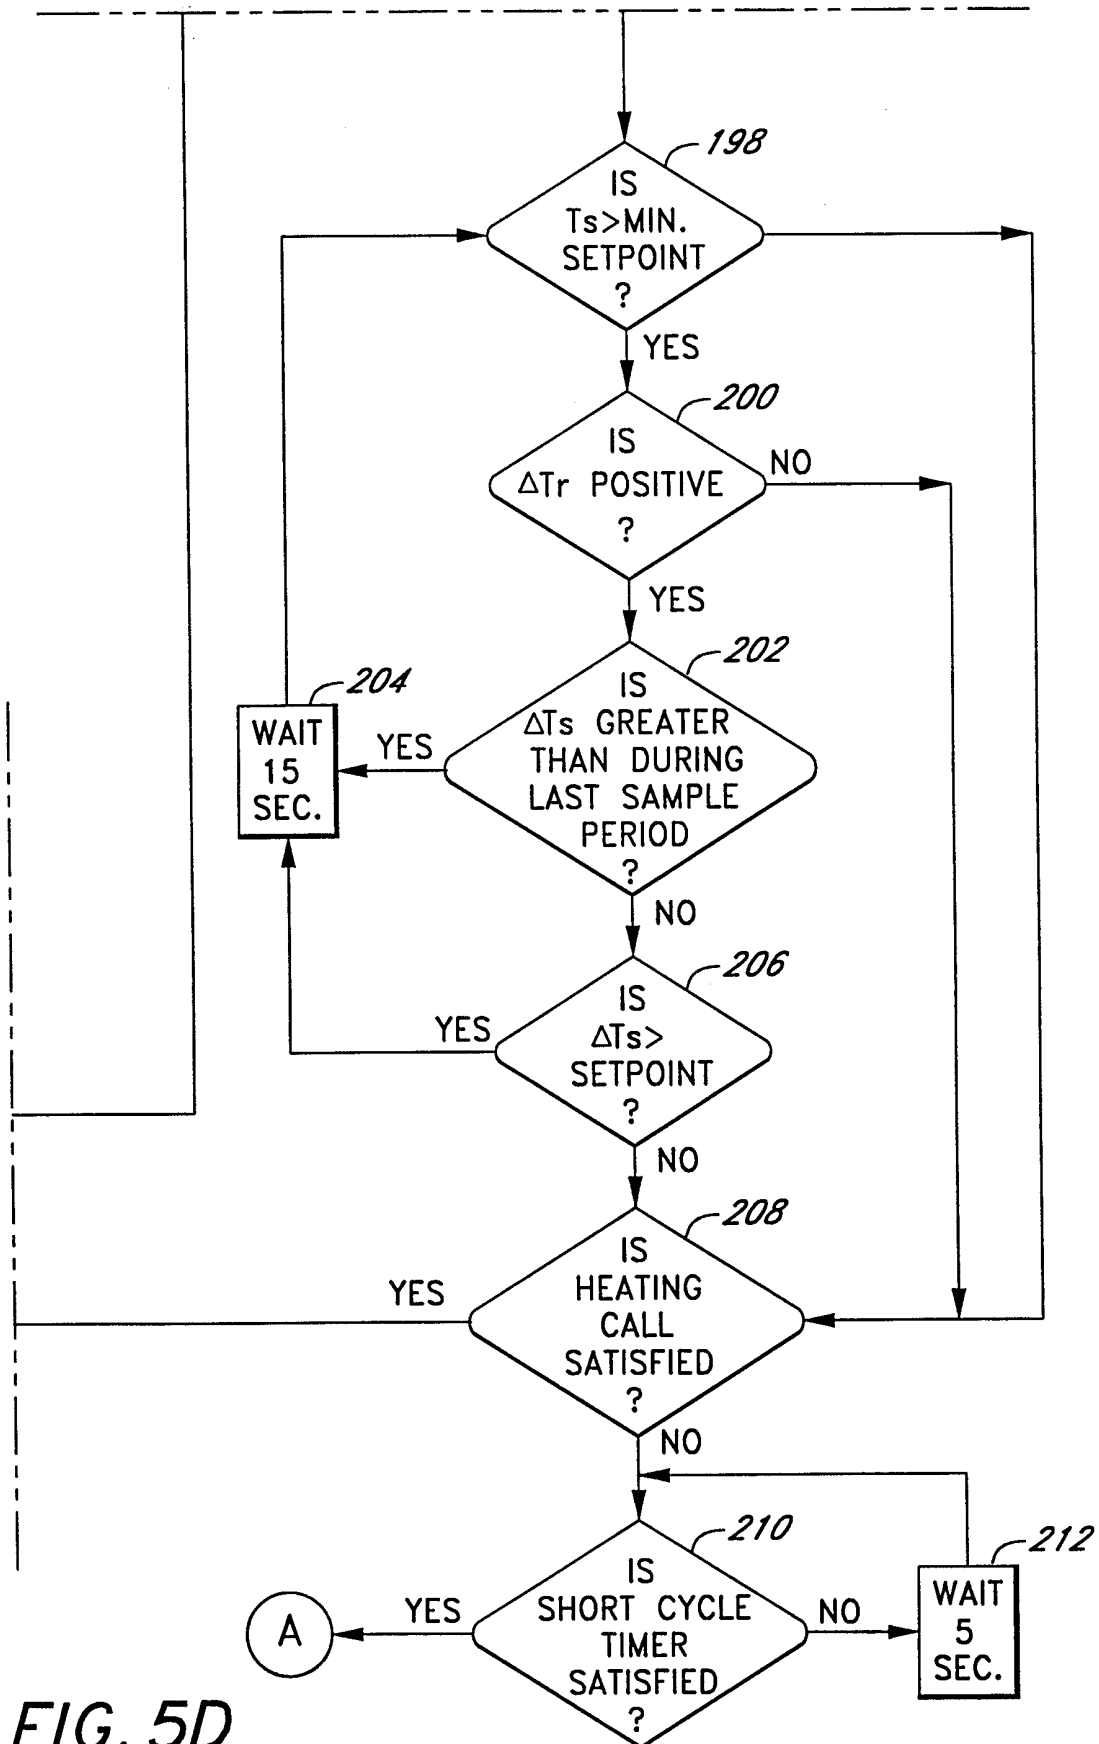 198
IS
Ts>MIN.
SETPOINT
?
YES
200
IS
ΔTr POSITIVE
?
NO
YES
202
IS
ΔTs GREATER
THAN DURING
LAST SAMPLE
PERIOD
?
204
WAIT
15
SEC.
YES
NO
206
IS
ΔTs>
SETPOINT
?
YES
NO
208
IS
HEATING
CALL
SATISFIED
?
YES
NO
210
IS
SHORT CYCLE
TIMER
SATISFIED
?
212
WAIT
5
SEC.
YES
NO
A
FIG. 5D